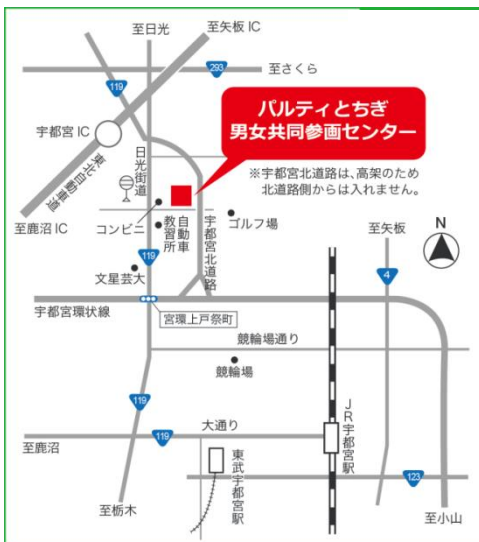 至日光
至矢板 IC
119
293
至さくら
宇都宮 IC
東北自動車道
日光街道
パルティとちぎ
男女共同参画センター
※宇都宮北道路は、高架のため
北道路側からは入れません。
至鹿沼 IC
コンビニ
自動車
教習所
宇都宮北道路
ゴルフ場
至矢板
N
119
4
文星芸大
宇都宮環状線
宮環上戸祭町
競輪場通り
競輪場
119
JR宇都宮駅
大通り
119
至鹿沼
東武宇都宮駅
123
至栃木
至小山